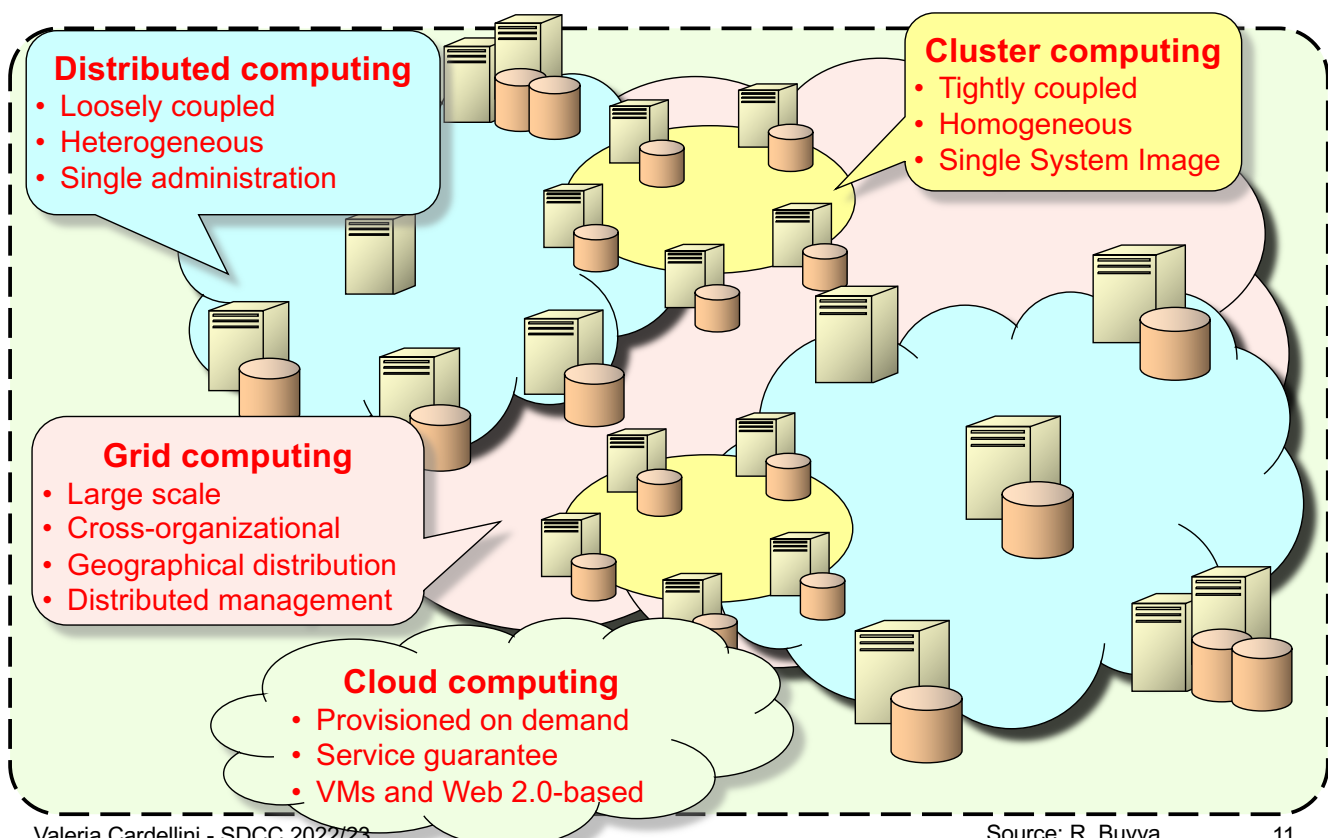 Distributed computing
• Loosely coupled
• Heterogeneous
• Single administration
Cluster computing
• Tightly coupled
• Homogeneous
• Single System Image
Grid computing
• Large scale
• Cross-organizational
• Geographical distribution
• Distributed management
Cloud computing
• Provisioned on demand
• Service guarantee
• VMs and Web 2.0-based
Valeria Cardellini - SDCC 2022/23
Source: R. Buyya
11